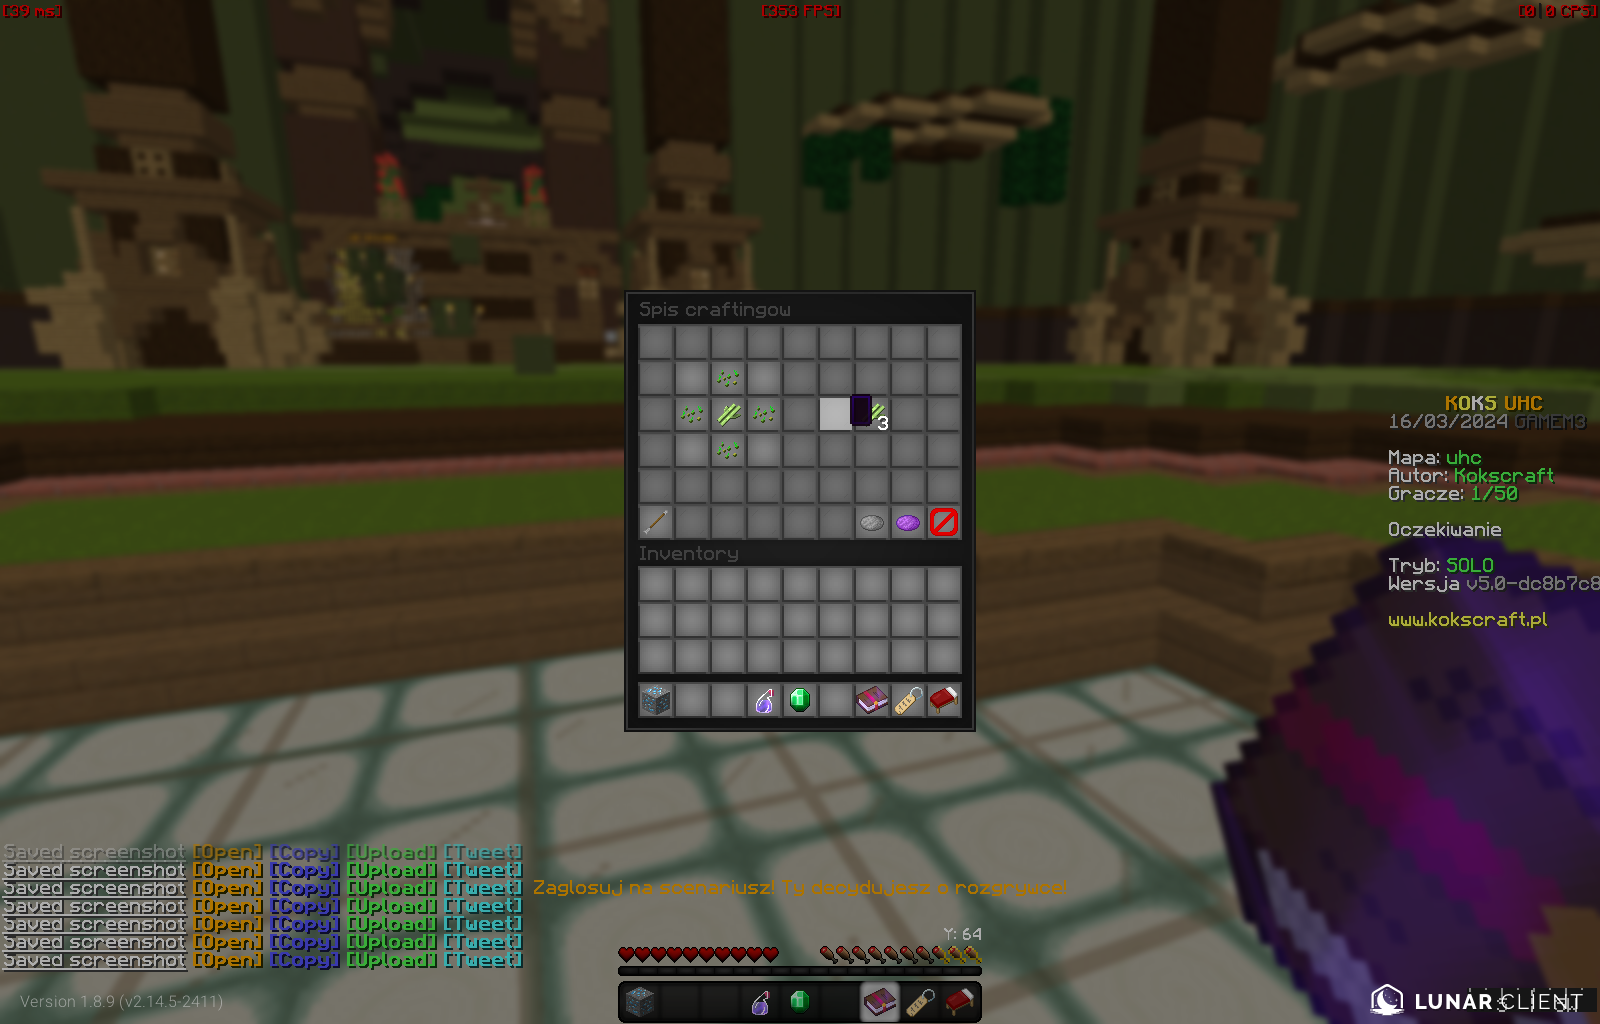 [39 ms]
[353 FPS]
[0|0 CPS]
Spis craftingow
3
Inventory
KOKS UHC
16/03/2024 GAMEM3
Mapa: uhc
Autor: Kokscraft
Gracze: 1/50
Oczekiwanie
Tryb: SOLO
Wersja v5.0-dc8b7c8
www.kokscraft.pl
Saved screenshot [Open] [Copy] [Upload] [Tweet]
Saved screenshot [Open] [Copy] [Upload] [Tweet]
Saved screenshot [Open] [Copy] [Upload] [Tweet]
Saved screenshot [Open] [Copy] [Upload] [Tweet]
Saved screenshot [Open] [Copy] [Upload] [Tweet]
Saved screenshot [Open] [Copy] [Upload] [Tweet]
Saved screenshot [Open] [Copy] [Upload] [Tweet]
Zaglosuj na scenariusz! Ty decydujesz o rozgrywce!
Y: 64
Version 1.8.9 (v2.14.5-2411)
LUNAR CLIENT